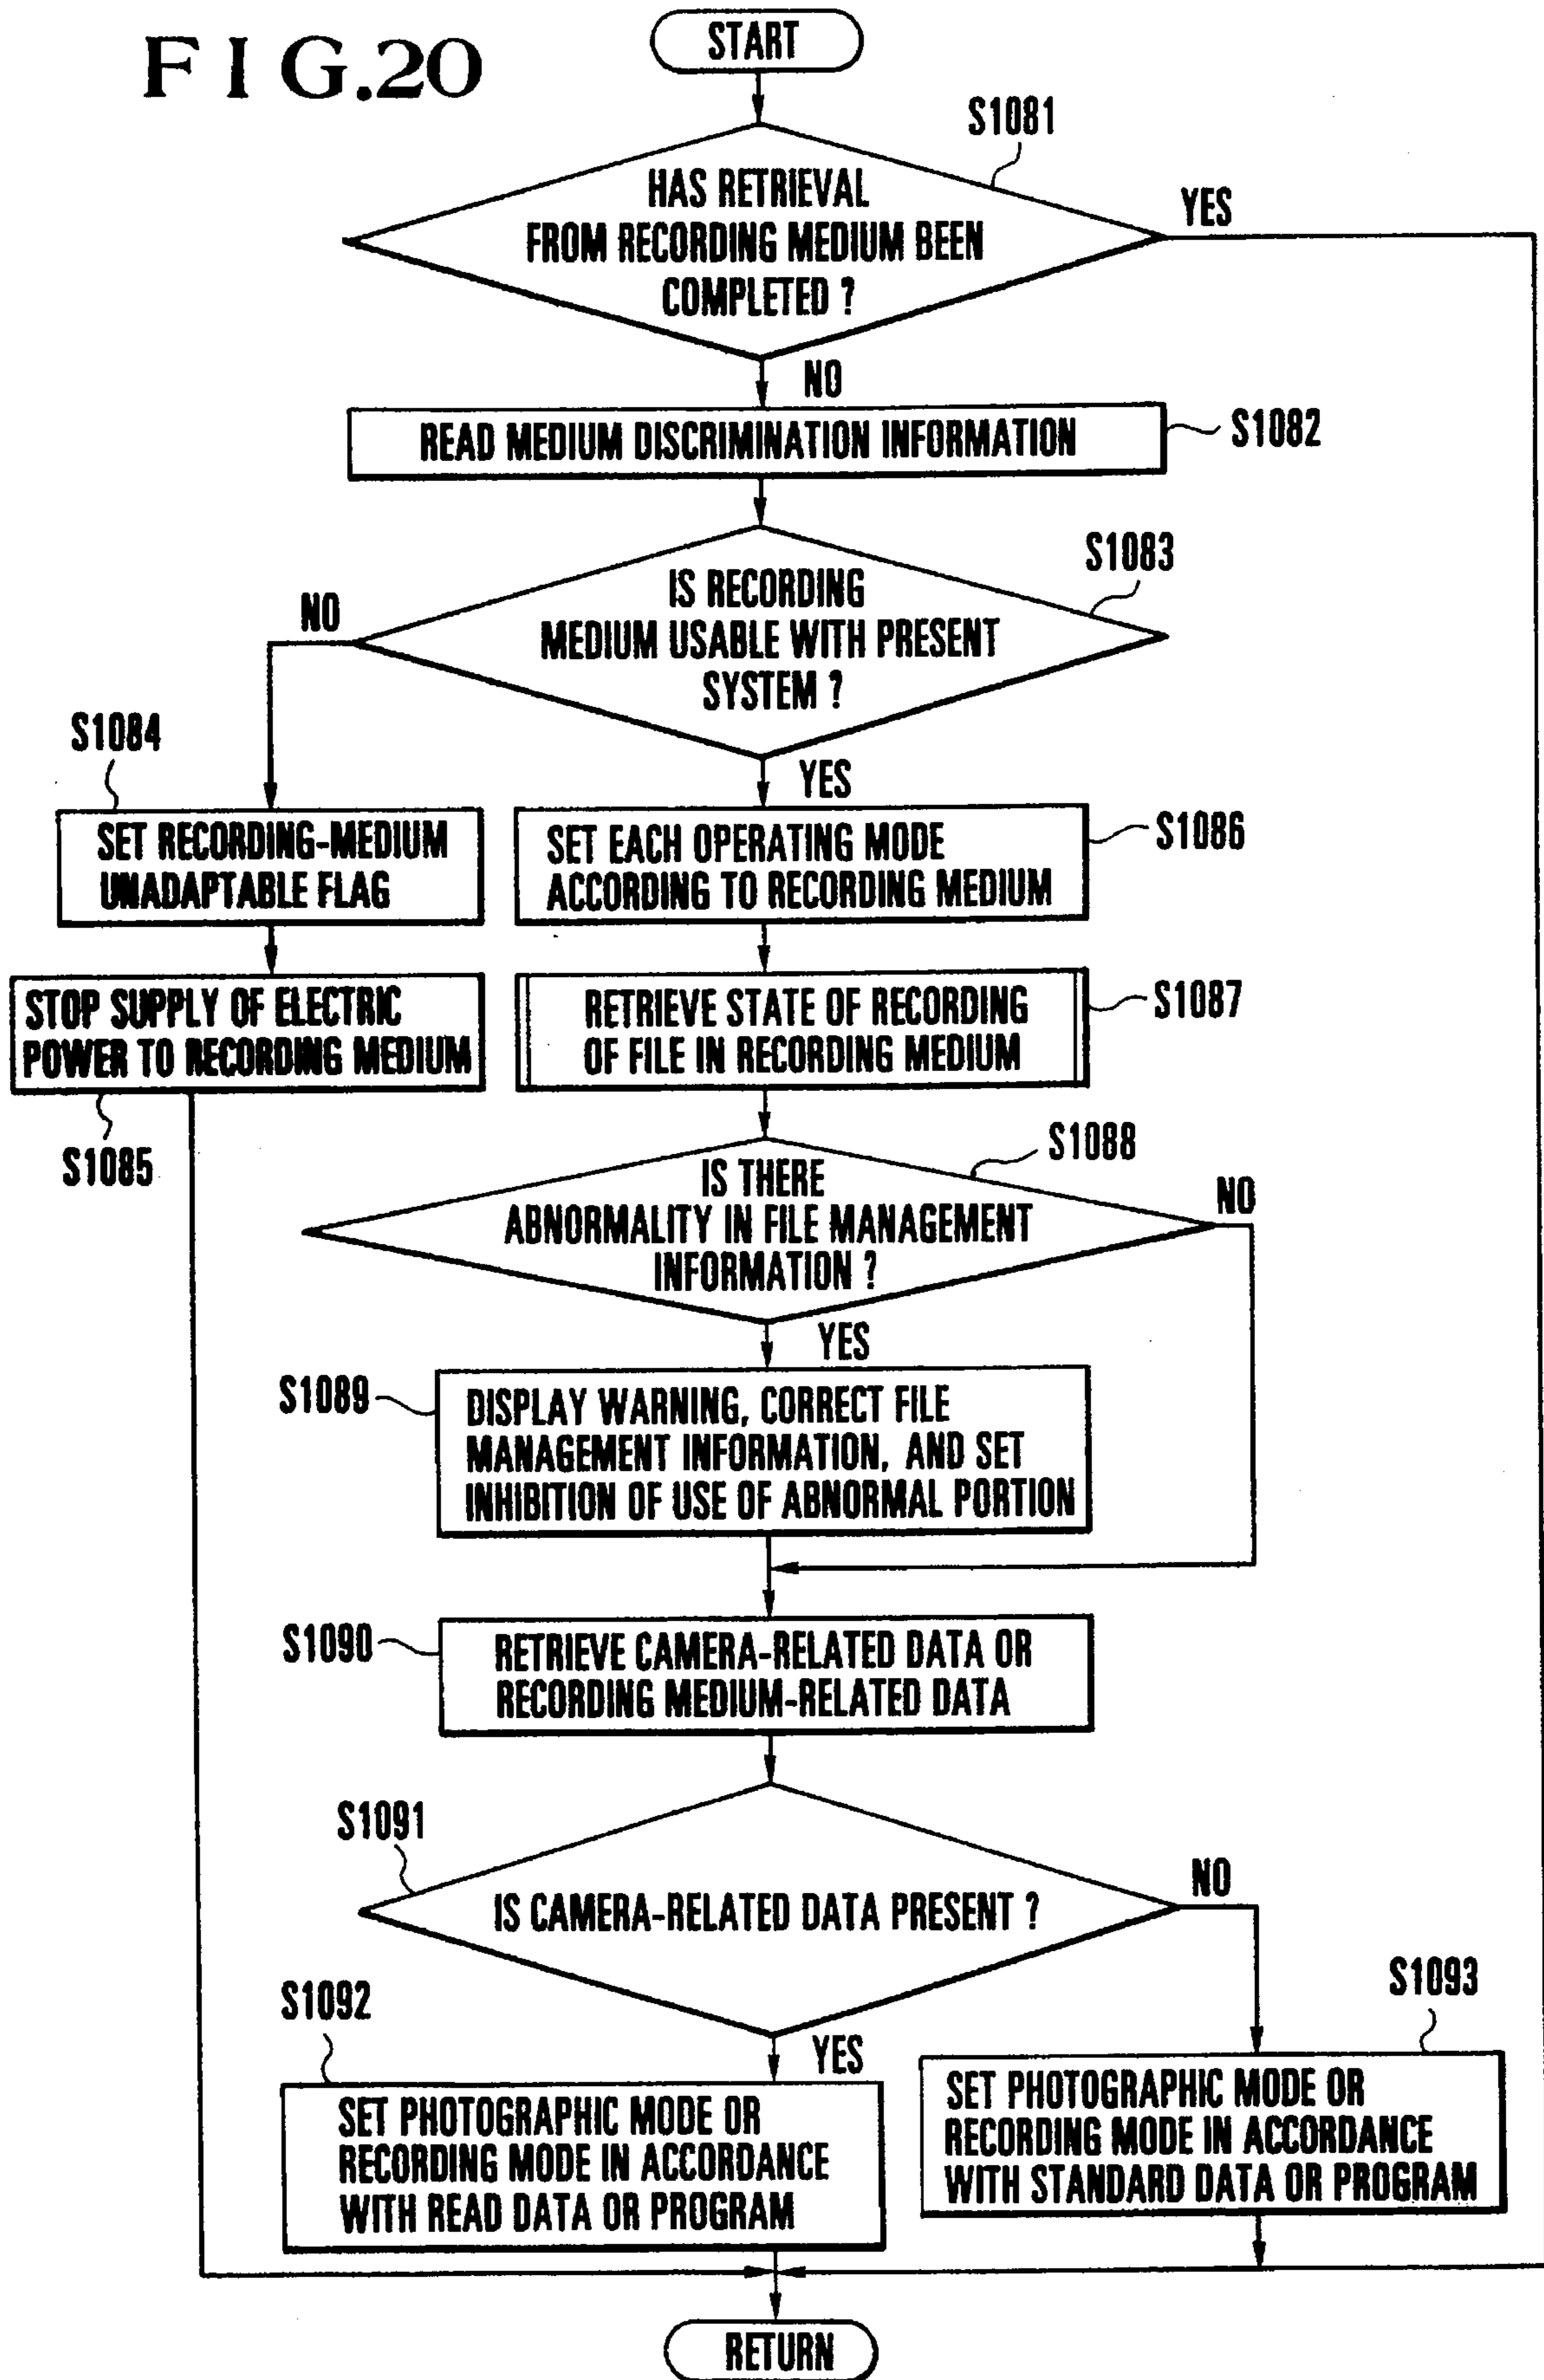 FIG.20
START
S1081
HAS RETRIEVAL
FROM RECORDING MEDIUM BEEN
COMPLETED ?
YES
NO
READ MEDIUM DISCRIMINATION INFORMATION
S1082
S1083
IS RECORDING
MEDIUM USABLE WITH PRESENT
SYSTEM ?
NO
YES
S1084
SET RECORDING-MEDIUM
UNADAPTABLE FLAG
SET EACH OPERATING MODE
ACCORDING TO RECORDING MEDIUM
S1086
STOP SUPPLY OF ELECTRIC
POWER TO RECORDING MEDIUM
S1085
RETRIEVE STATE OF RECORDING
OF FILE IN RECORDING MEDIUM
S1087
S1088
IS THERE
ABNORMALITY IN FILE MANAGEMENT
INFORMATION ?
NO
YES
S1089
DISPLAY WARNING, CORRECT FILE
MANAGEMENT INFORMATION, AND SET
INHIBITION OF USE OF ABNORMAL PORTION
S1090
RETRIEVE CAMERA-RELATED DATA OR
RECORDING MEDIUM-RELATED DATA
S1091
IS CAMERA-RELATED DATA PRESENT ?
NO
YES
S1092
SET PHOTOGRAPHIC MODE OR
RECORDING MODE IN ACCORDANCE
WITH READ DATA OR PROGRAM
S1093
SET PHOTOGRAPHIC MODE OR
RECORDING MODE IN ACCORDANCE
WITH STANDARD DATA OR PROGRAM
RETURN